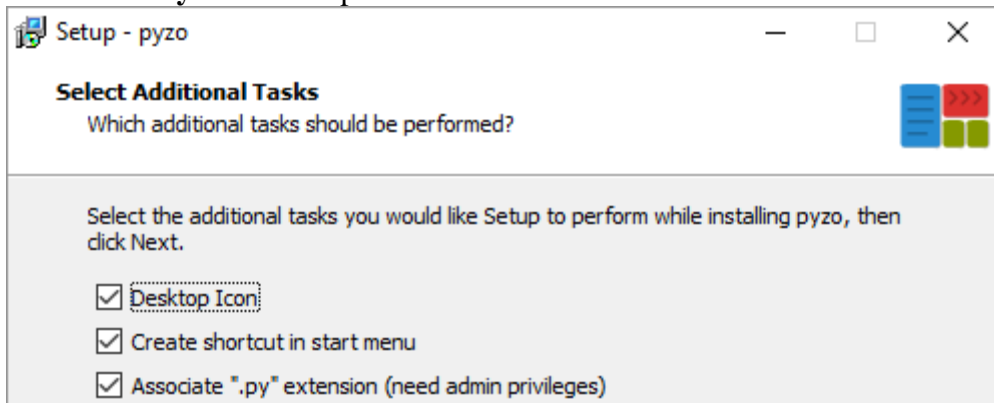 Setup - pyzo
Select Additional Tasks
Which additional tasks should be performed?
>>>
Select the additional tasks you would like Setup to perform while installing pyzo, then
click Next.
Desktop Icon
Create shortcut in start menu
Associate ".py" extension (need admin privileges)